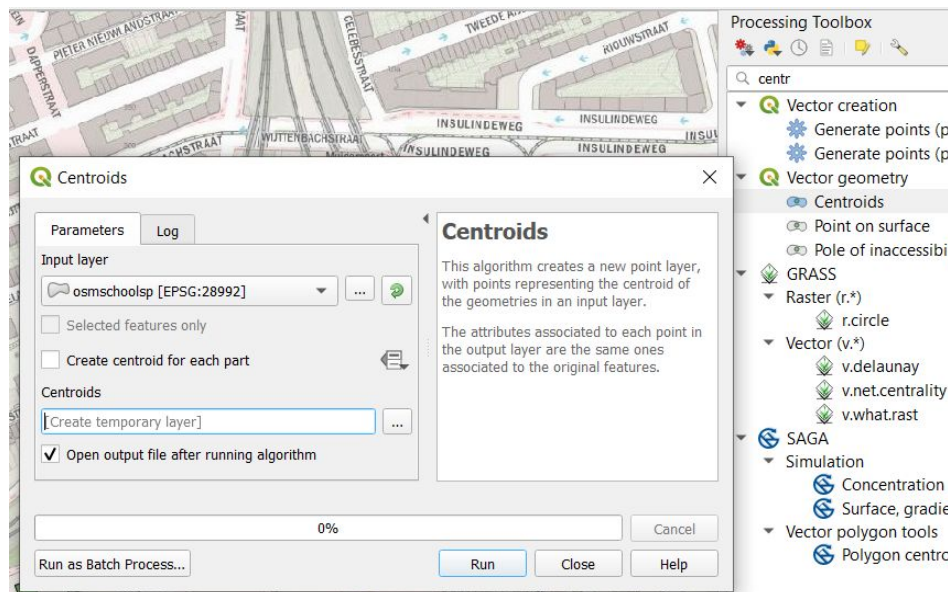 PIETER NIEUWLANDSTRAAT
DAPPERSTRAAT
CELEBESSTRAAT
TWEEDE
RIOUWSTRAAT
INSULINDEWEG
INSULINDEWEG
WIJTTENBACHSTRAAT
INSULINDEWEG
INSULINDEWEG
Processing Toolbox
centr
Vector creation
Generate points (p
Generate points (p
Vector geometry
Centroids
Point on surface
Pole of inaccessibi
GRASS
Raster (r.*)
r.circle
Vector (v.*)
v.delaunay
v.net.centrality
v.what.rast
SAGA
Simulation
Concentration
Surface, gradie
Vector polygon tools
Polygon centro
Centroids
Parameters
Log
Input layer
osmschoolsp [EPSG:28992]
...
Selected features only
Create centroid for each part
Centroids
[Create temporary layer]
...
Open output file after running algorithm
Centroids
This algorithm creates a new point layer,
with points representing the centroid of
the geometries in an input layer.
The attributes associated to each point in
the output layer are the same ones
associated to the original features.
0%
Cancel
Run as Batch Process...
Run
Close
Help